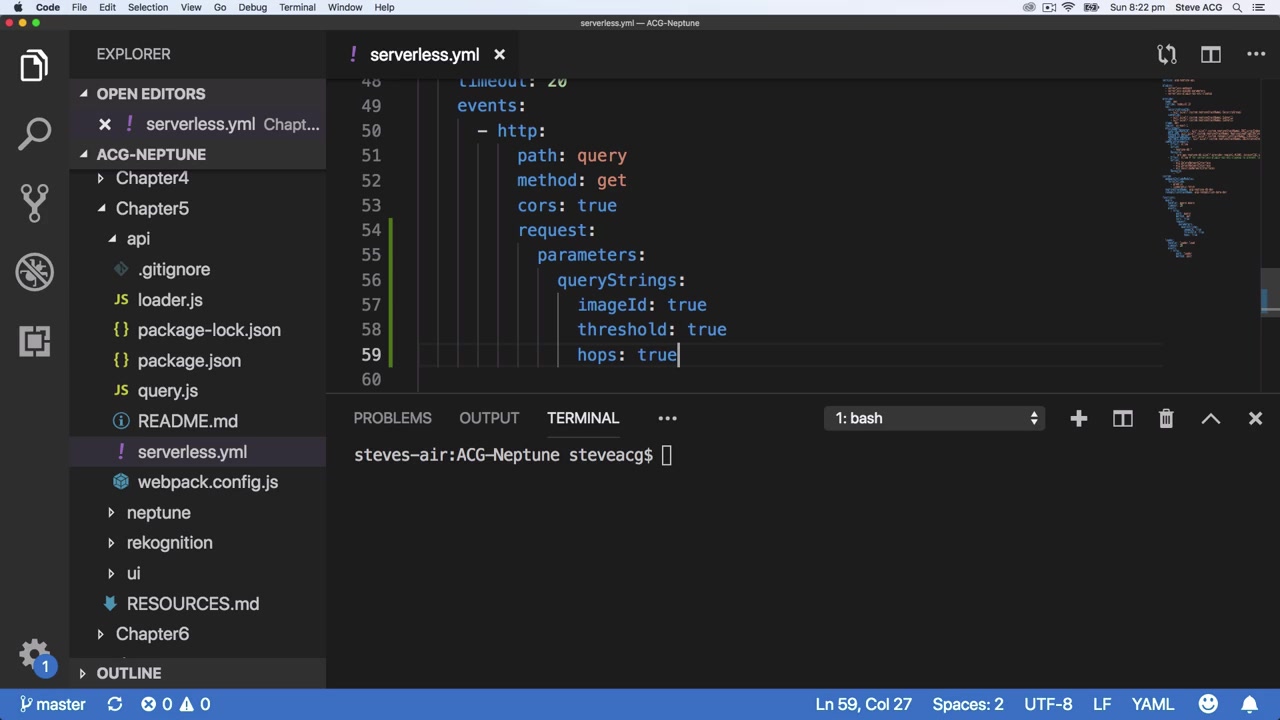 Code File Edit Selection View Go Debug Terminal Window Help Sun 8:22 pm Steve ACG
serverless.yml — ACG-Neptune
EXPLORER
OPEN EDITORS
! serverless.yml Chapt...
ACG-NEPTUNE
Chapter4
Chapter5
api
.gitignore
JS loader.js
{} package-lock.json
{} package.json
JS query.js
README.md
! serverless.yml
webpack.config.js
neptune
rekognition
ui
RESOURCES.md
Chapter6
OUTLINE
1
! serverless.yml
48 timeout: 20
49 events:
50 - http:
51 path: query
52 method: get
53 cors: true
54 request:
55 parameters:
56 queryStrings:
57 imageId: true
58 threshold: true
59 hops: true
60
PROBLEMS OUTPUT TERMINAL ••• 1: bash
steves-air:ACG-Neptune steveacg$
master 0 0 Ln 59, Col 27 Spaces: 2 UTF-8 LF YAML